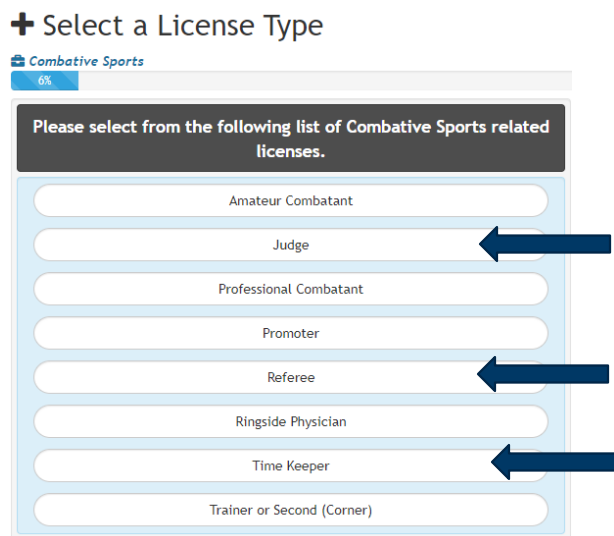 Select a License Type
Combative Sports
6%
Please select from the following list of Combative Sports related
licenses.
Amateur Combatant
Judge
Professional Combatant
Promoter
Referee
Ringside Physician
Time Keeper
Trainer or Second (Corner)